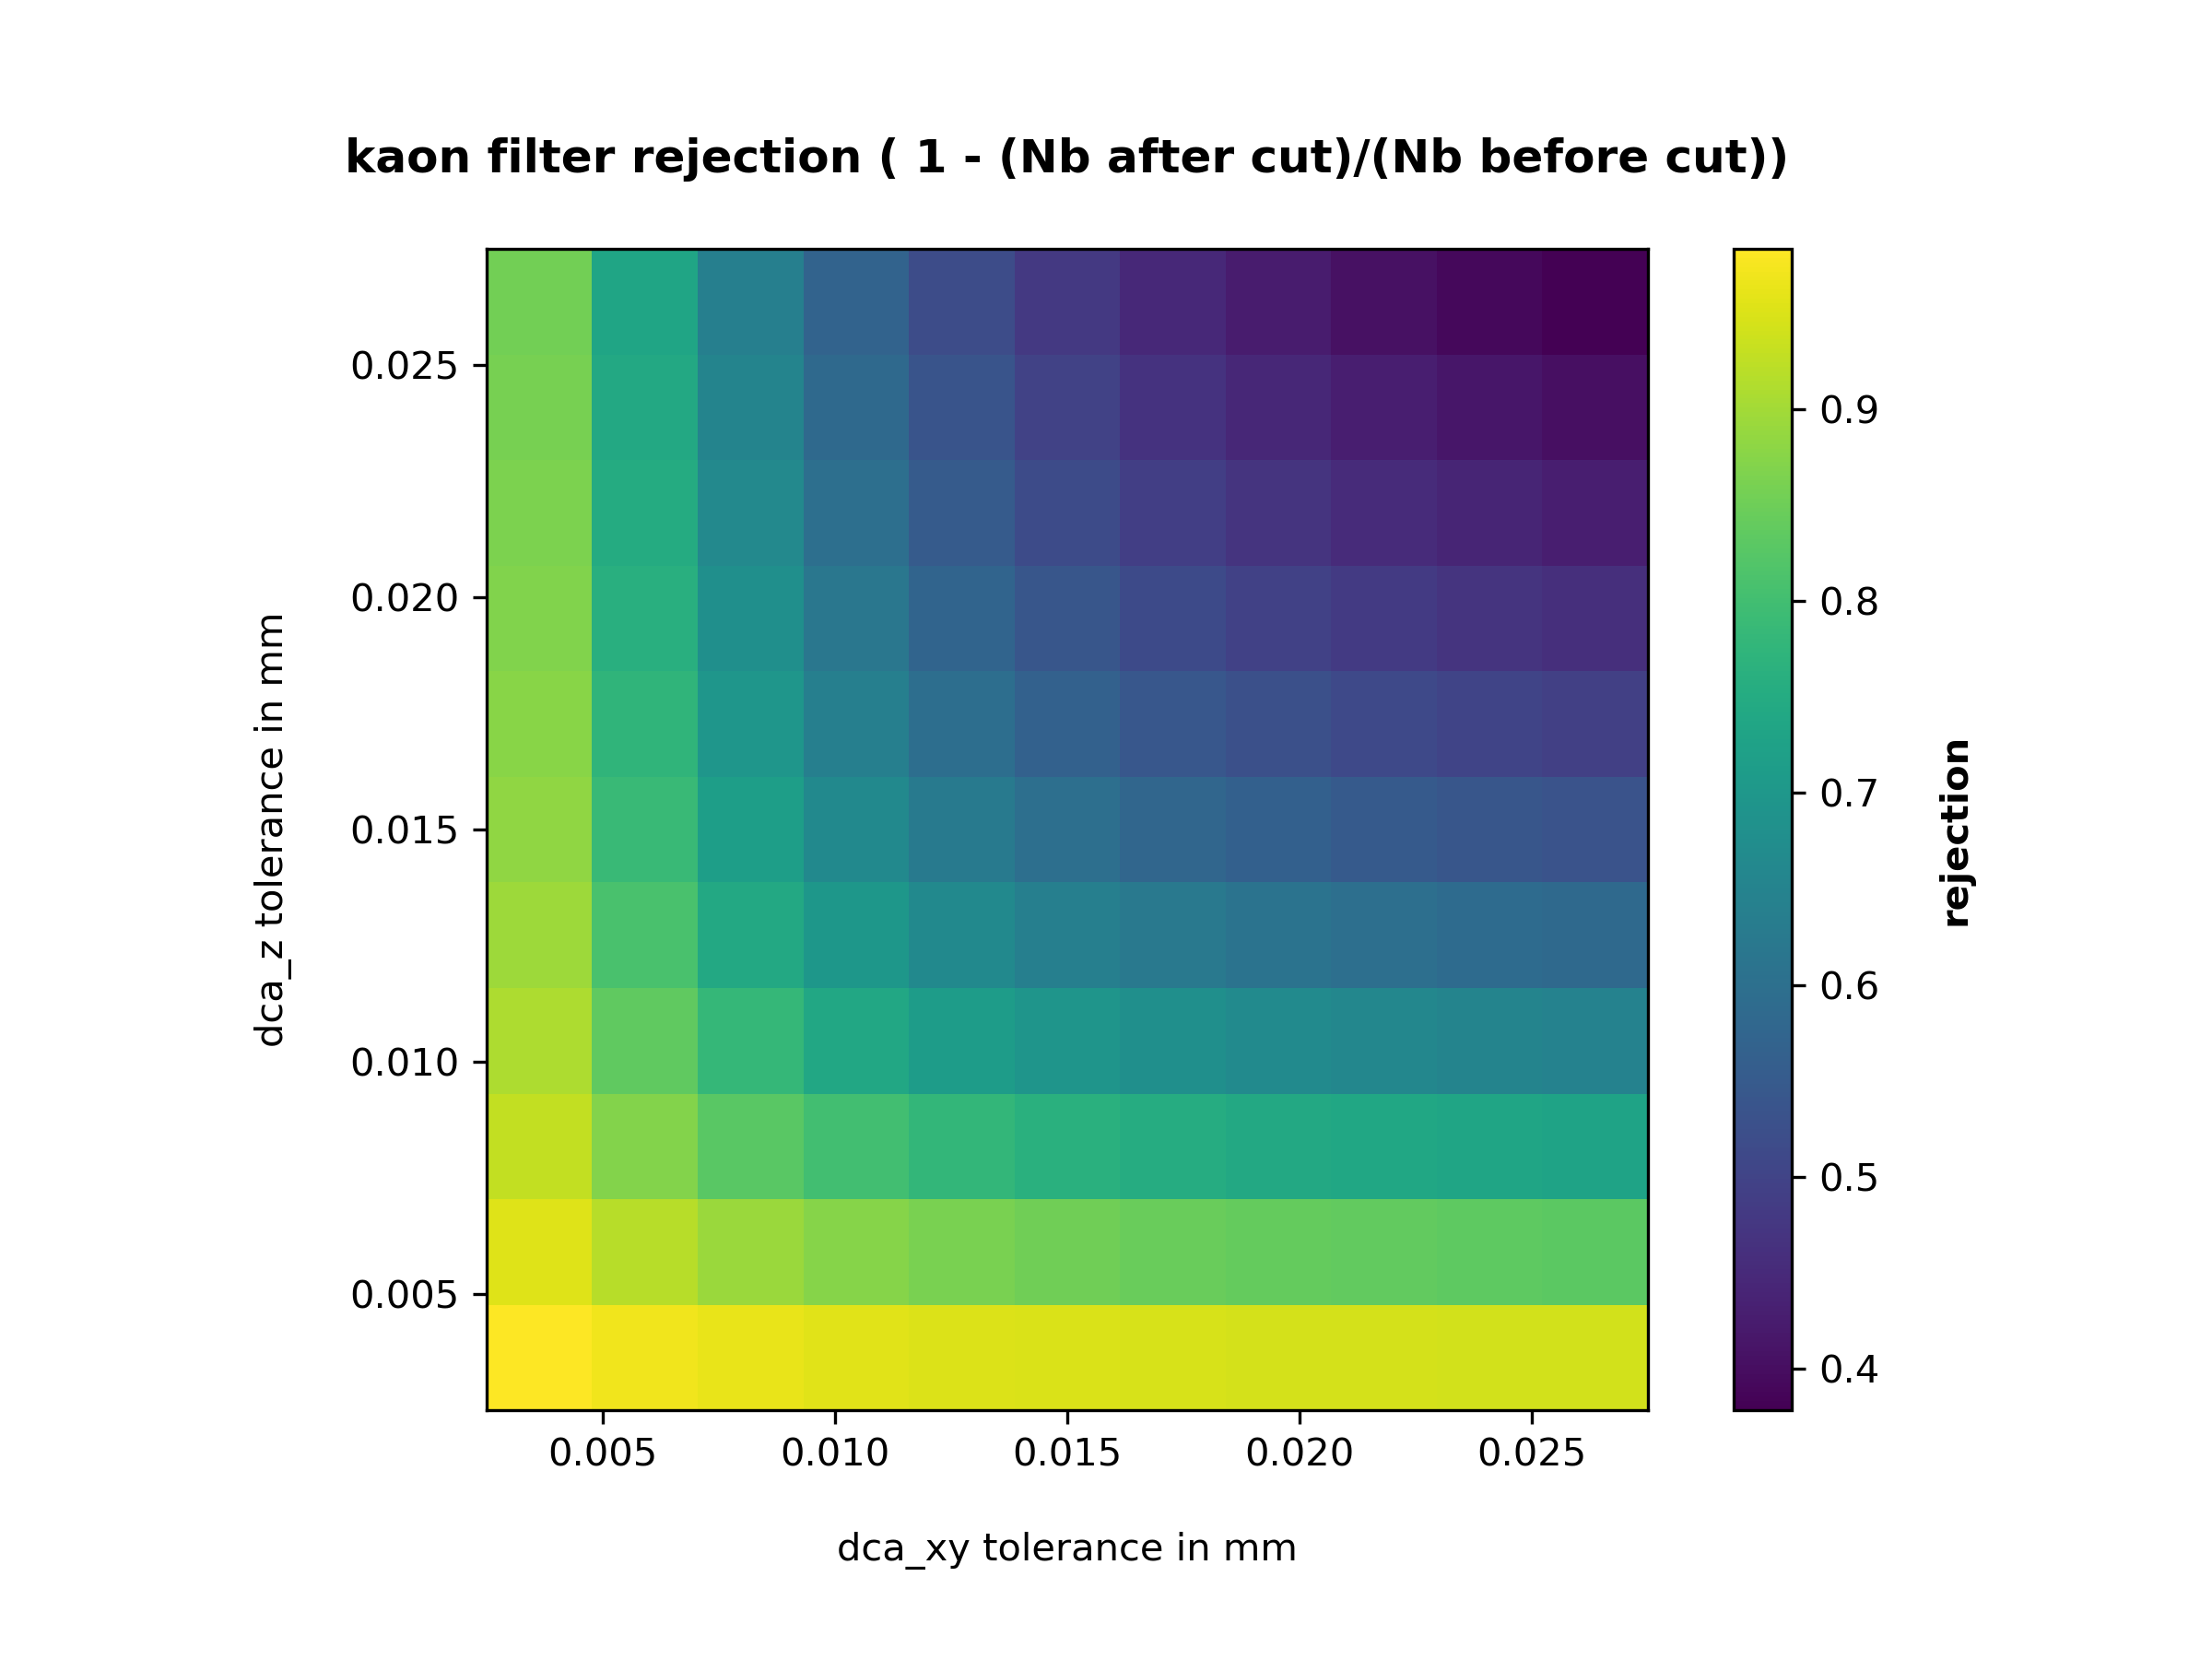 kaon filter rejection ( 1 - (Nb after cut)/(Nb before cut))
dca_z tolerance in mm
0.025
0.020
0.015
0.010
0.005
0.005 0.010 0.015 0.020 0.025
dca_xy tolerance in mm
0.9
0.8
0.7
0.6
0.5
0.4
rejection